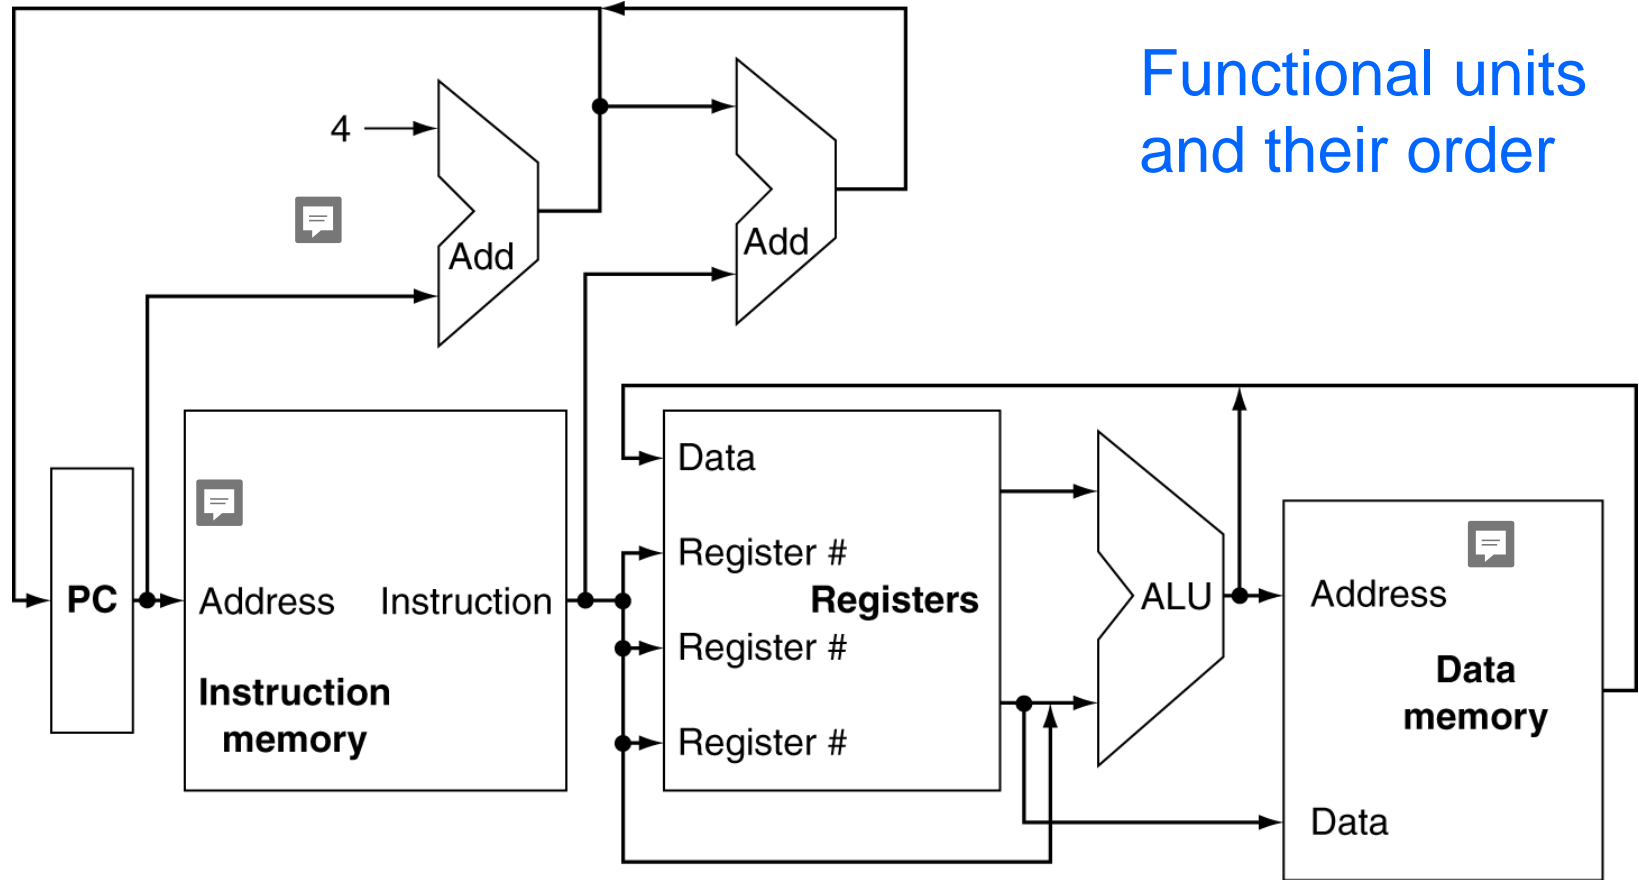 Functional units
and their order
4
Add
Add
Data
Register #
PC
Address
Instruction
Registers
ALU
Address
Register #
Instruction
memory
Data
memory
Register #
Data